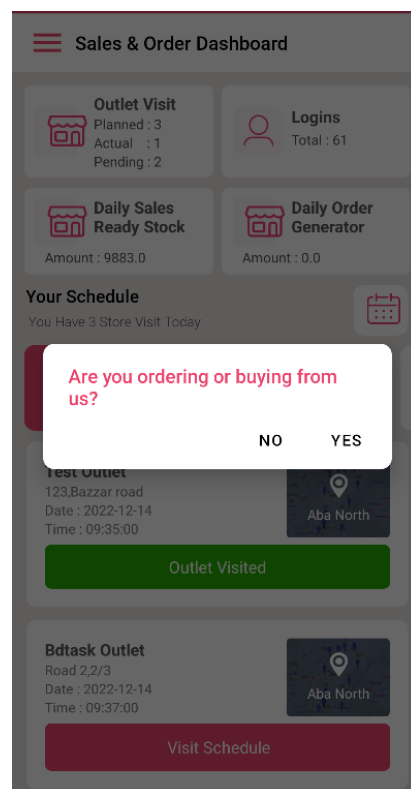 Sales & Order Dashboard
Outlet Visit
Planned : 3
Actual : 1
Pending : 2
Logins
Total : 61
Daily Sales
Ready Stock
Amount : 9883.0
Daily Order
Generator
Amount : 0.0
Your Schedule
You Have 3 Store Visit Today
Are you ordering or buying from
us?
NO YES
Test Outlet
123,Bazzar road
Date : 2022-12-14
Time : 09:35:00
Aba North
Outlet Visited
Bdtask Outlet
Road 2,2/3
Date : 2022-12-14
Time : 09:37:00
Aba North
Visit Schedule